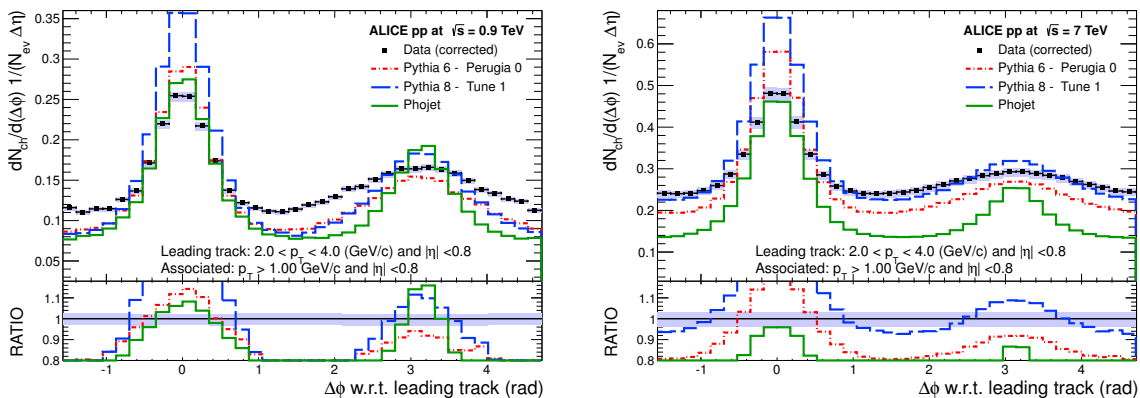 dN_ch/d(Δφ) 1/(N_ev Δη)
0.35
0.3
0.25
0.2
0.15
0.1
0.05
ALICE pp at √s = 0.9 TeV
Data (corrected)
Pythia 6 - Perugia 0
Pythia 8 - Tune 1
Phojet
Leading track: 2.0 < p_T < 4.0 (GeV/c) and |η| <0.8
Associated: p_T > 1.00 GeV/c and |η| <0.8
RATIO
1.1
1
0.9
0.8
-1 0 1 2 3 4
Δφ w.r.t. leading track (rad)
dN_ch/d(Δφ) 1/(N_ev Δη)
0.6
0.5
0.4
0.3
0.2
0.1
ALICE pp at √s = 7 TeV
Data (corrected)
Pythia 6 - Perugia 0
Pythia 8 - Tune 1
Phojet
Leading track: 2.0 < p_T < 4.0 (GeV/c) and |η| <0.8
Associated: p_T > 1.00 GeV/c and |η| <0.8
RATIO
1.1
1
0.9
0.8
-1 0 1 2 3 4
Δφ w.r.t. leading track (rad)